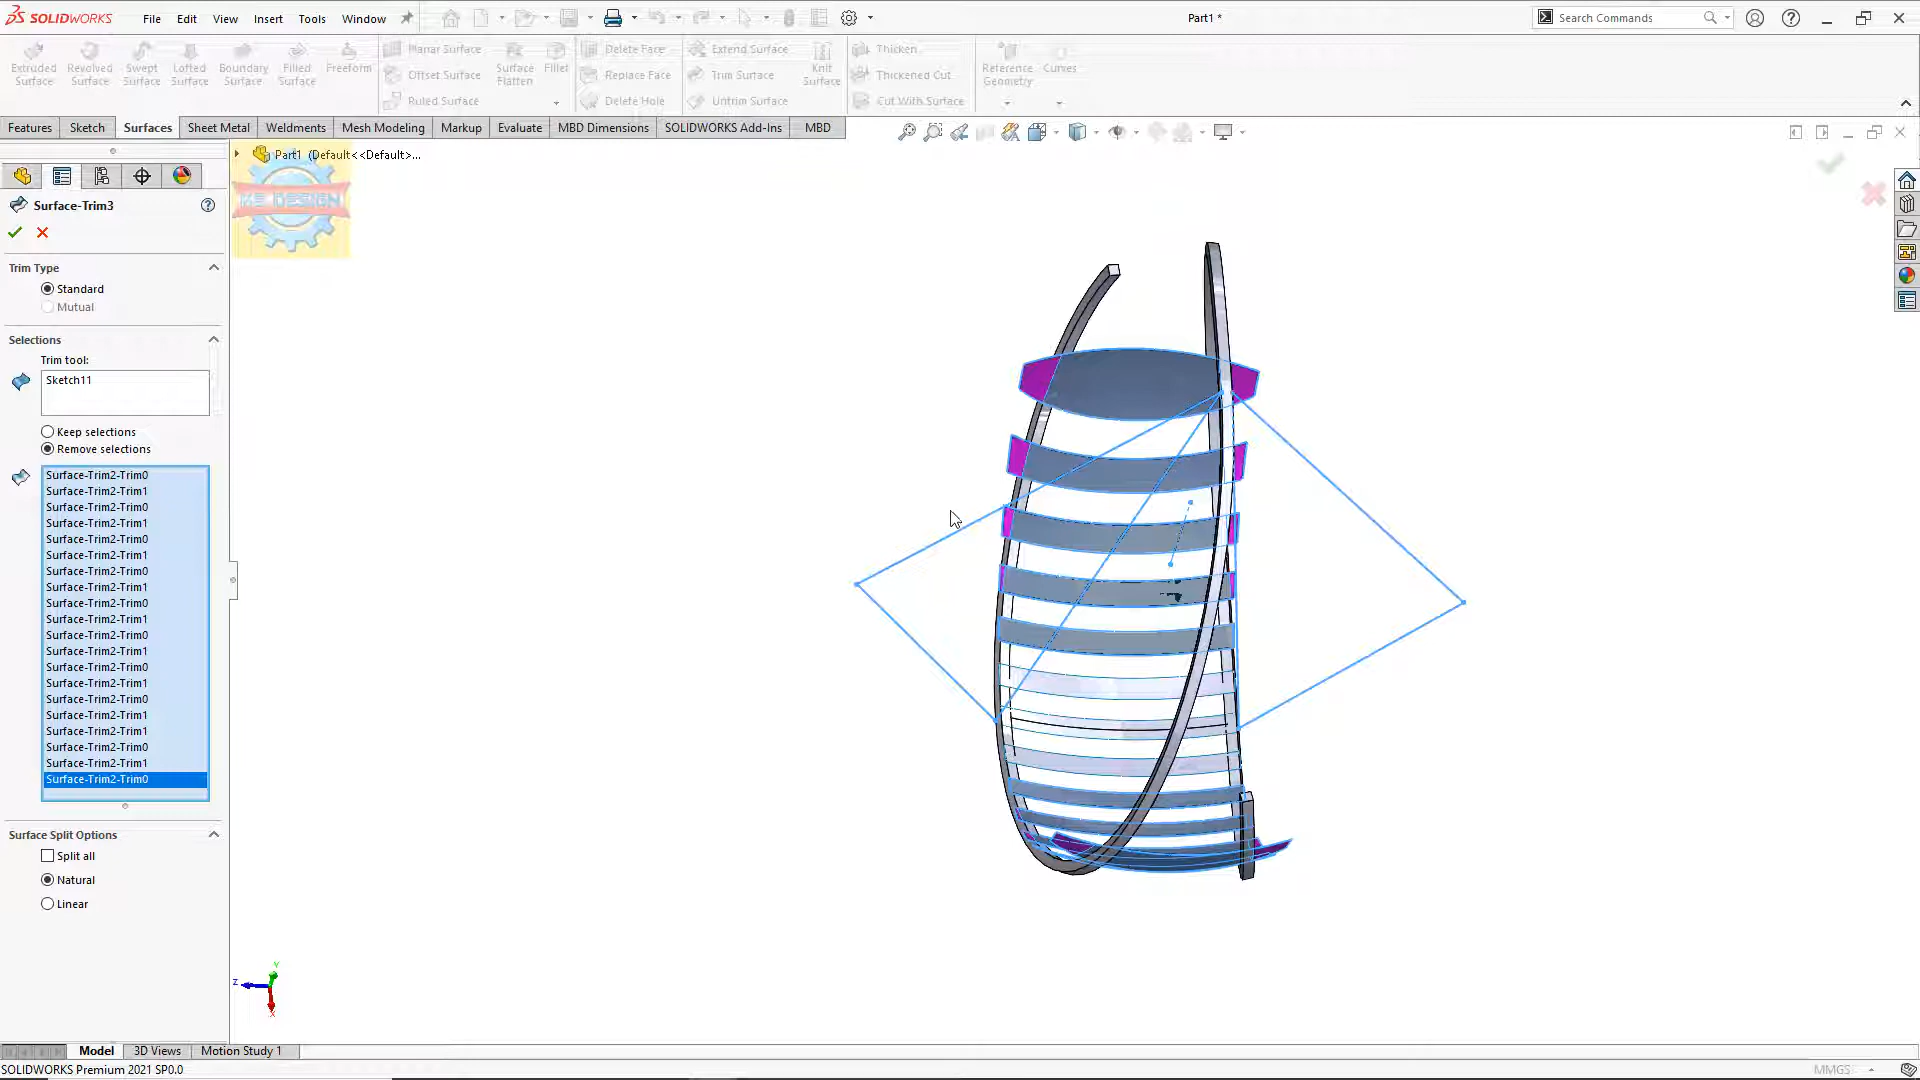 SOLIDWORKS
File Edit View Insert Tools Window
Part1 *
Search Commands
Extruded Surface
Revolved Surface
Swept Surface
Lofted Surface
Boundary Surface
Filled Surface
Freeform
Planar Surface
Offset Surface
Ruled Surface
Surface Flatten
Fillet
Delete Face
Replace Face
Delete Hole
Extend Surface
Trim Surface
Untrim Surface
Knit Surface
Thicken
Thickened Cut
Cut With Surface
Reference Geometry
Curves
Features Sketch Surfaces Sheet Metal Weldments Mesh Modeling Markup Evaluate MBD Dimensions SOLIDWORKS Add-Ins MBD
Part1 (Default<<Default>...
DESIGN
Surface-Trim3
Trim Type
Standard
Mutual
Selections
Trim tool:
Sketch11
Keep selections
Remove selections
Surface-Trim2-Trim0
Surface-Trim2-Trim1
Surface-Trim2-Trim0
Surface-Trim2-Trim1
Surface-Trim2-Trim0
Surface-Trim2-Trim1
Surface-Trim2-Trim0
Surface-Trim2-Trim1
Surface-Trim2-Trim0
Surface-Trim2-Trim1
Surface-Trim2-Trim0
Surface-Trim2-Trim1
Surface-Trim2-Trim0
Surface-Trim2-Trim1
Surface-Trim2-Trim0
Surface-Trim2-Trim1
Surface-Trim2-Trim1
Surface-Trim2-Trim0
Surface-Trim2-Trim1
Surface-Trim2-Trim0
Surface Split Options
Split all
Natural
Linear
Y
Z
X
Model 3D Views Motion Study 1
SOLIDWORKS Premium 2021 SP0.0
MMGS